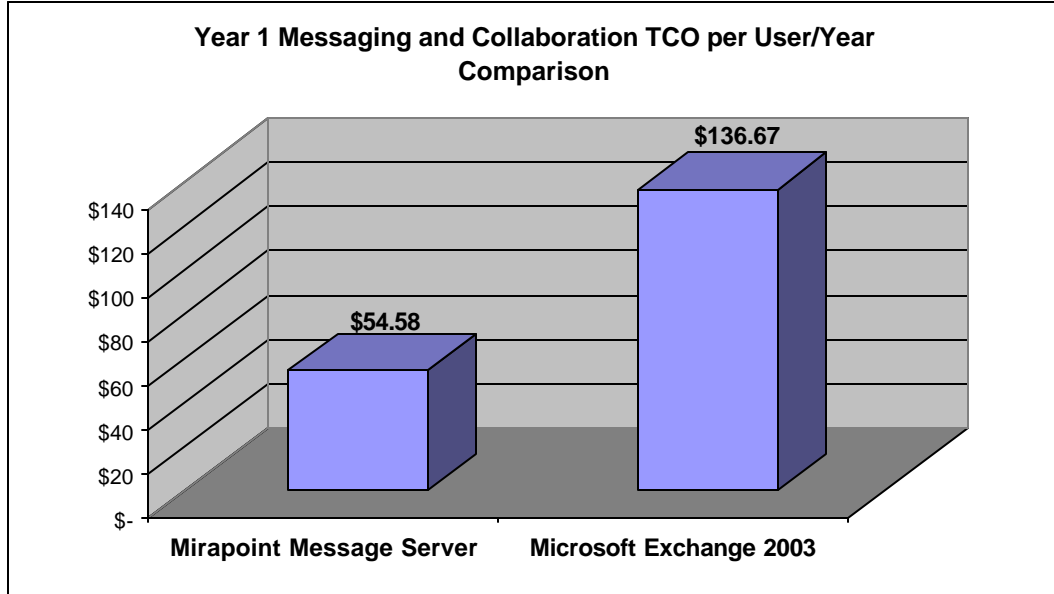 Year 1 Messaging and Collaboration TCO per User/Year
Comparison
$136.67
$140
$120
$100
$80
$54.58
$60
$40
$20
$-
Mirapoint Message Server
Microsoft Exchange 2003